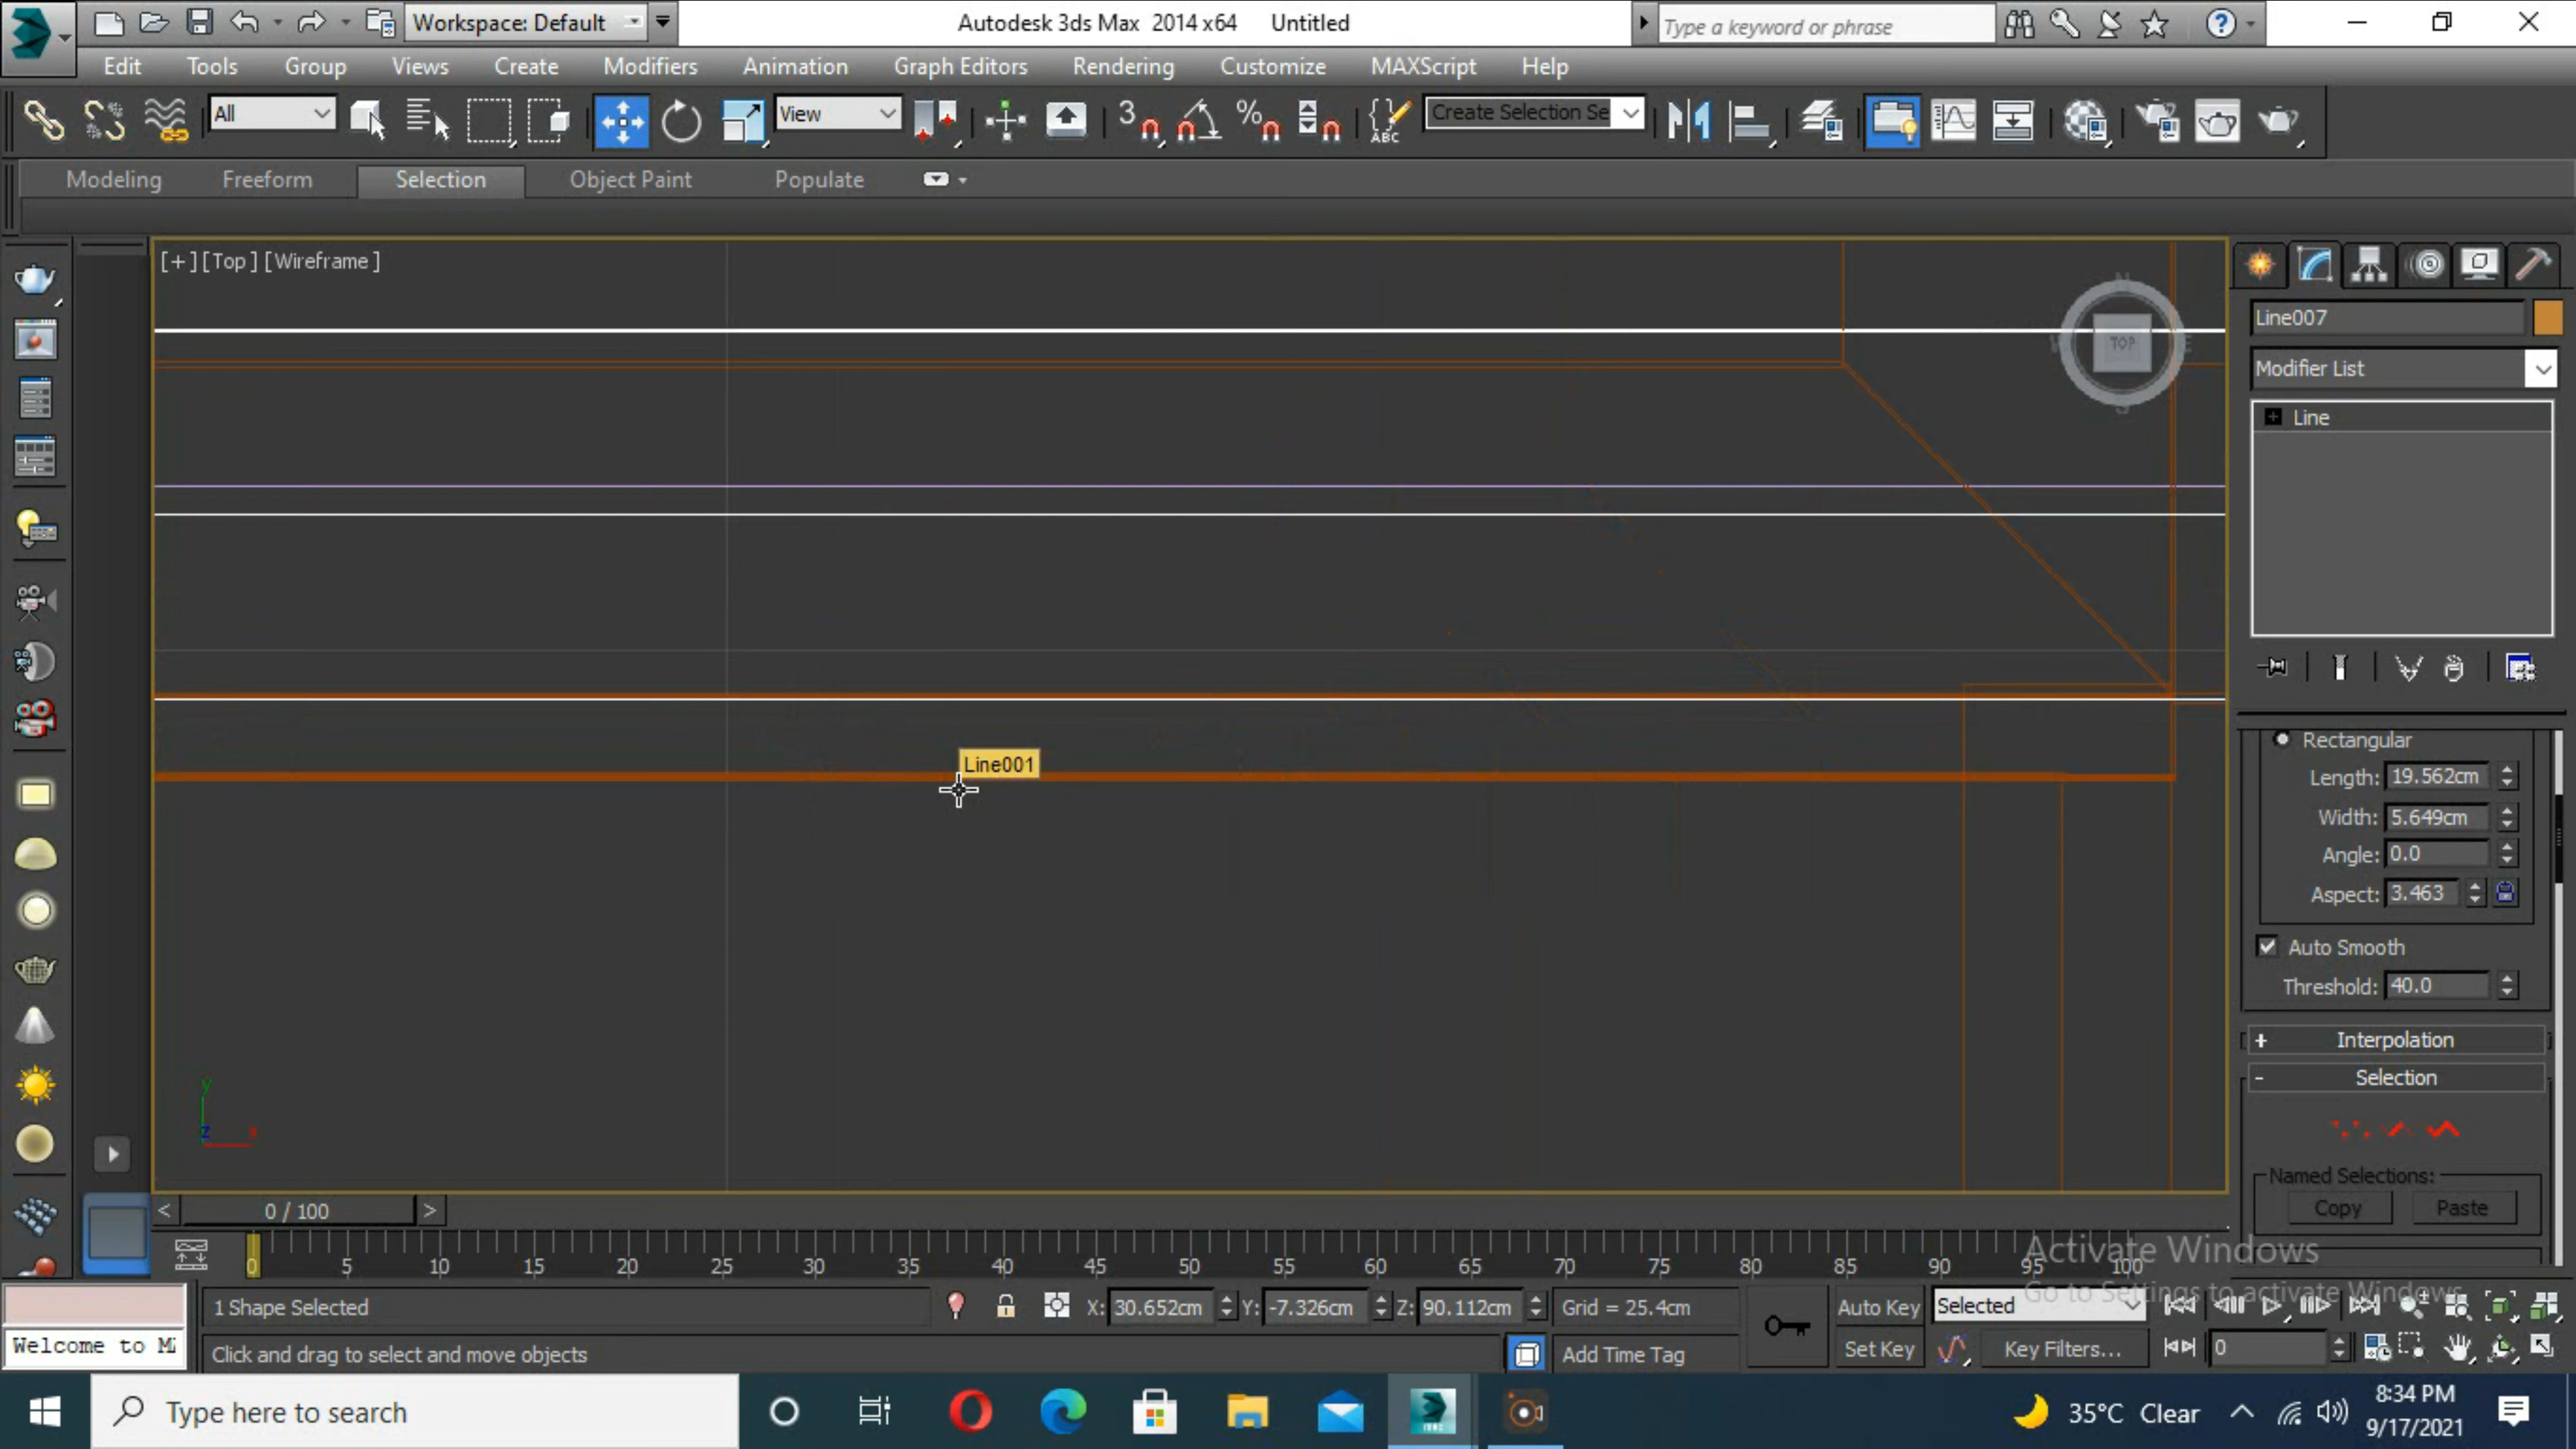 Workspace: Default
Autodesk 3ds Max 2014 x64 Untitled
Type a keyword or phrase
Edit Tools Group Views Create Modifiers Animation Graph Editors Rendering Customize MAXScript Help
All
View
3
%
ABC
Create Selection Se
Modeling Freeform Selection Object Paint Populate
[+][Top][Wireframe]
TOP
Line007
Modifier List
+ Line
Line001
Rectangular
Length: 19.562cm
Width: 5.649cm
Angle: 0.0
Aspect: 3.463
Auto Smooth
Threshold: 40.0
+ Interpolation
- Selection
Named Selections:
Copy Paste
y
z x
< 0 / 100 >
0 5 10 15 20 25 30 35 40 45 50 55 60 65 70 75 80 85 90 95 100
Activate Windows
Go to Settings to activate Windows.
1 Shape Selected
X: 30.652cm Y: -7.326cm Z: 90.112cm Grid = 25.4cm
Auto Key Selected
Welcome to M
Click and drag to select and move objects
Add Time Tag
Set Key Key Filters... 0
Type here to search
35°C Clear
8:34 PM
9/17/2021